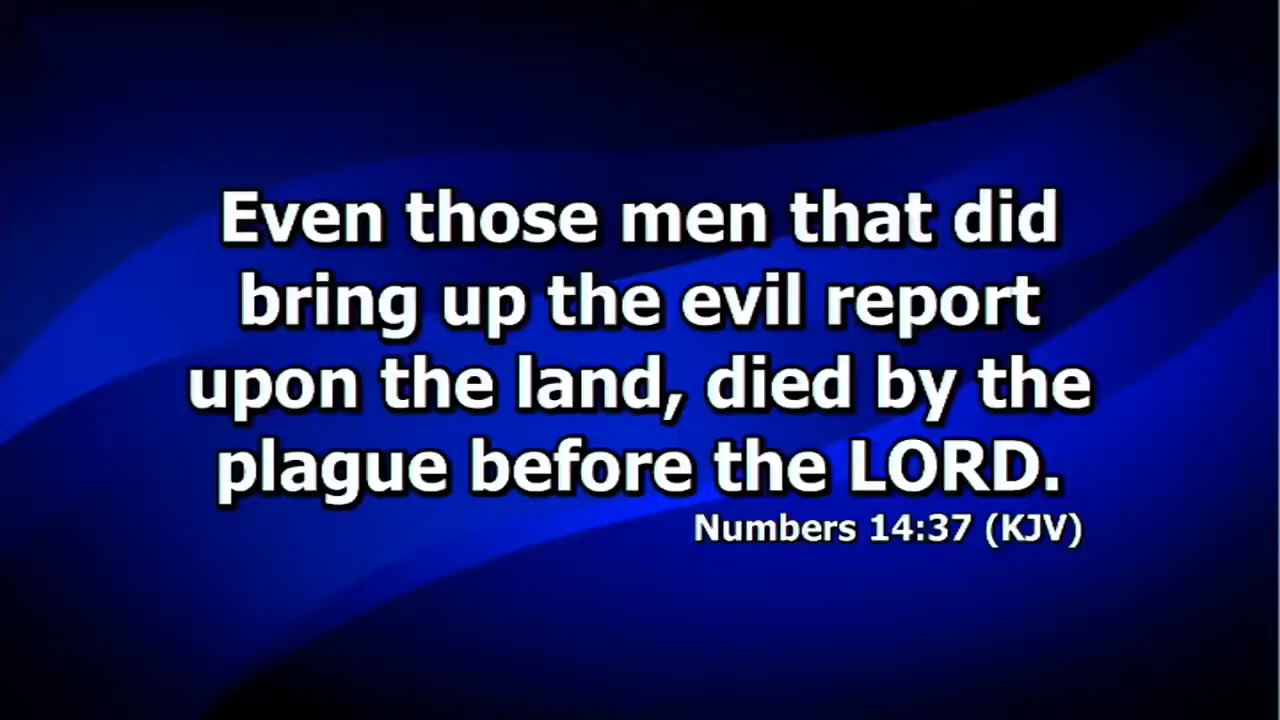 Even those men that did
bring up the evil report
upon the land, died by the
plague before the LORD.
Numbers 14:37 (KJV)